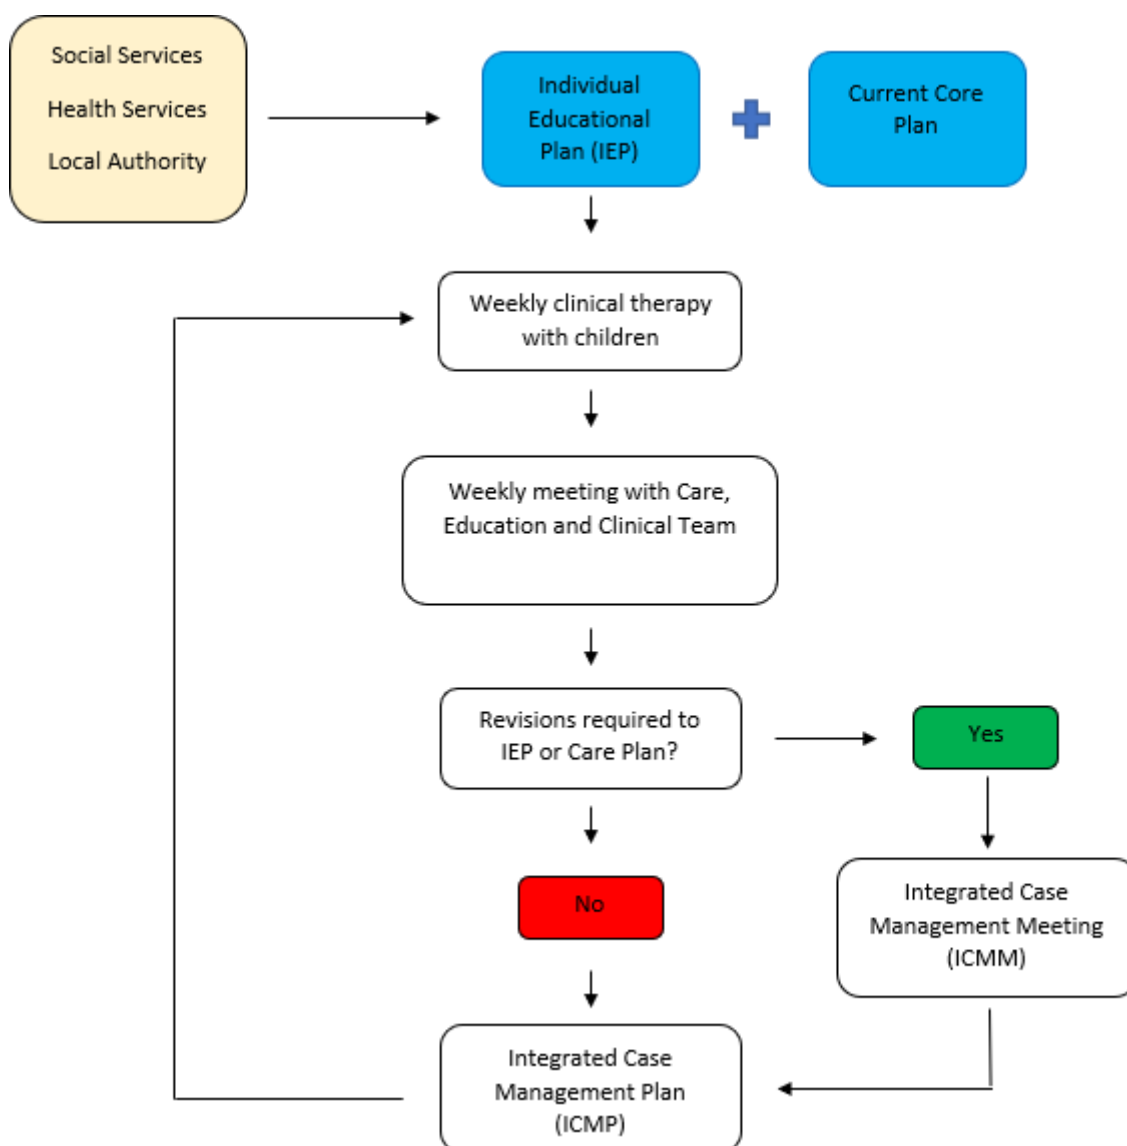 Social Services
Health Services
Local Authority
Individual
Educational
Plan (IEP)
Current Core
Plan
Weekly clinical therapy
with children
Weekly meeting with Care,
Education and Clinical Team
Revisions required to
IEP or Care Plan?
Yes
No
Integrated Case
Management Meeting
(ICMM)
Integrated Case
Management Plan
(ICMP)